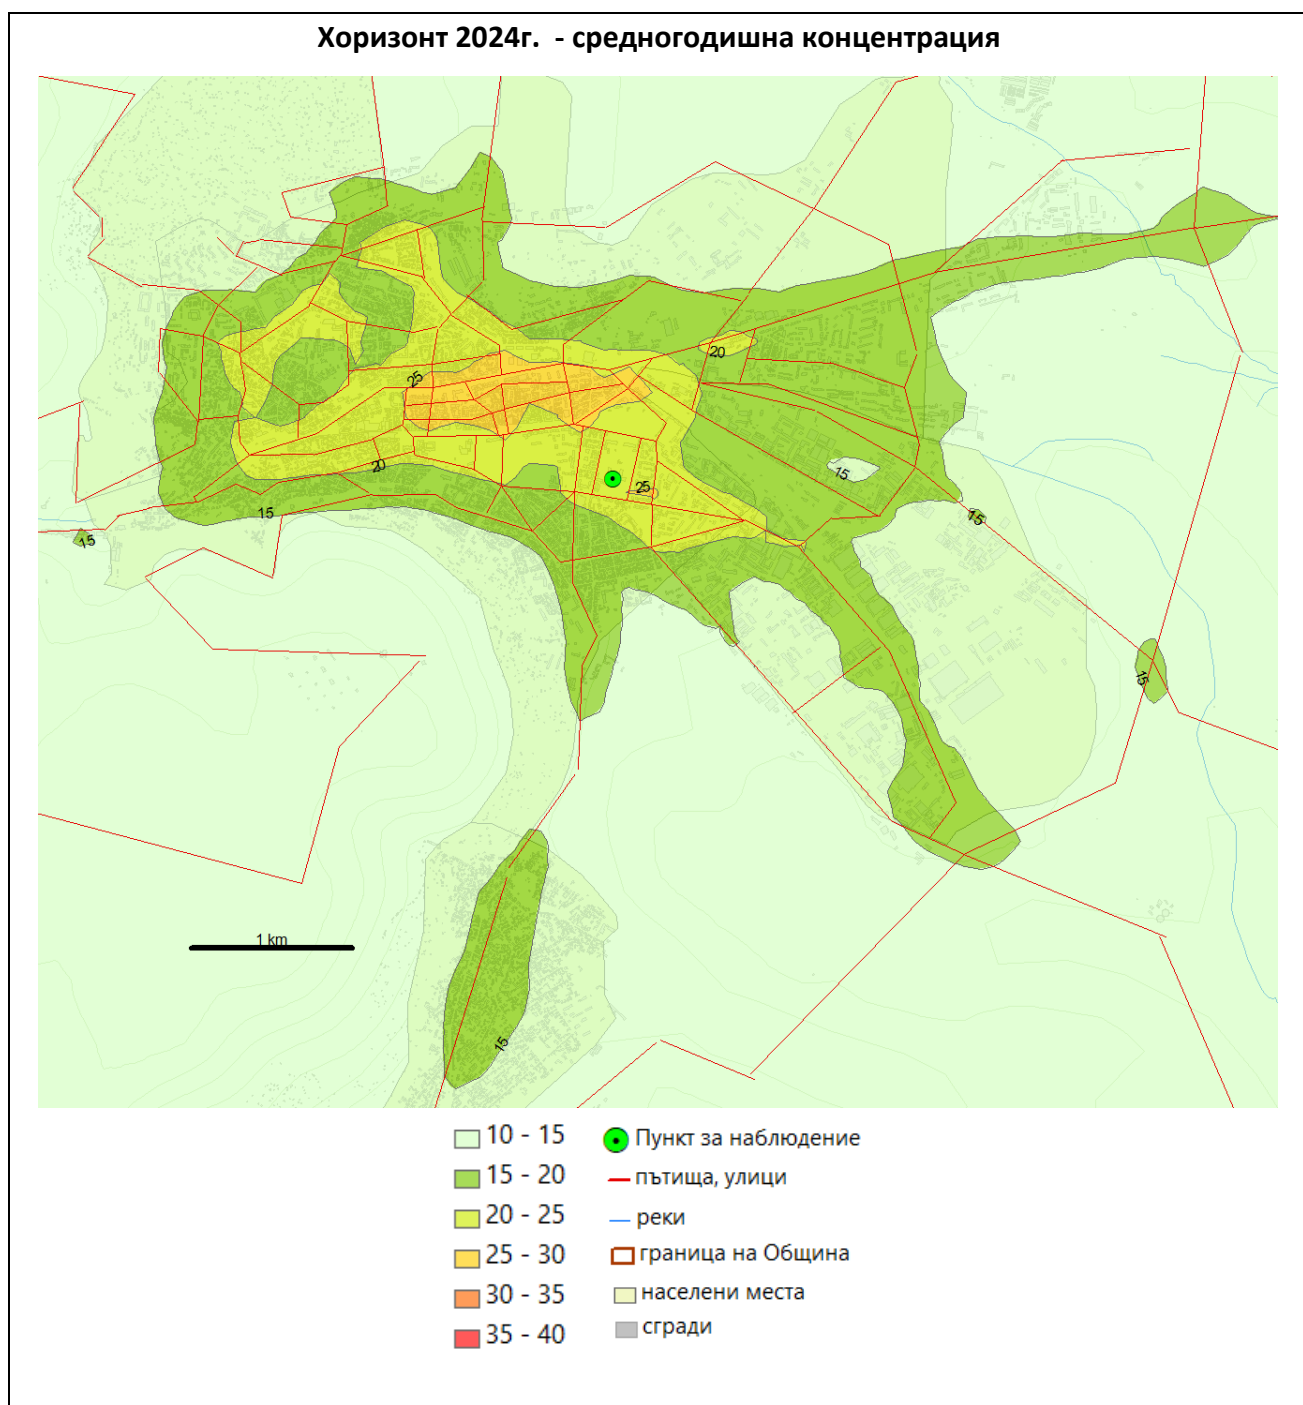 Хоризонт 2024г. - средногодишна концентрация
20
25
20
15
25
15
15
15
15
1 km
15
10 - 15
15 - 20
20 - 25
25 - 30
30 - 35
35 - 40
Пункт за наблюдение
пътища, улици
реки
граница на Община
населени места
сгради